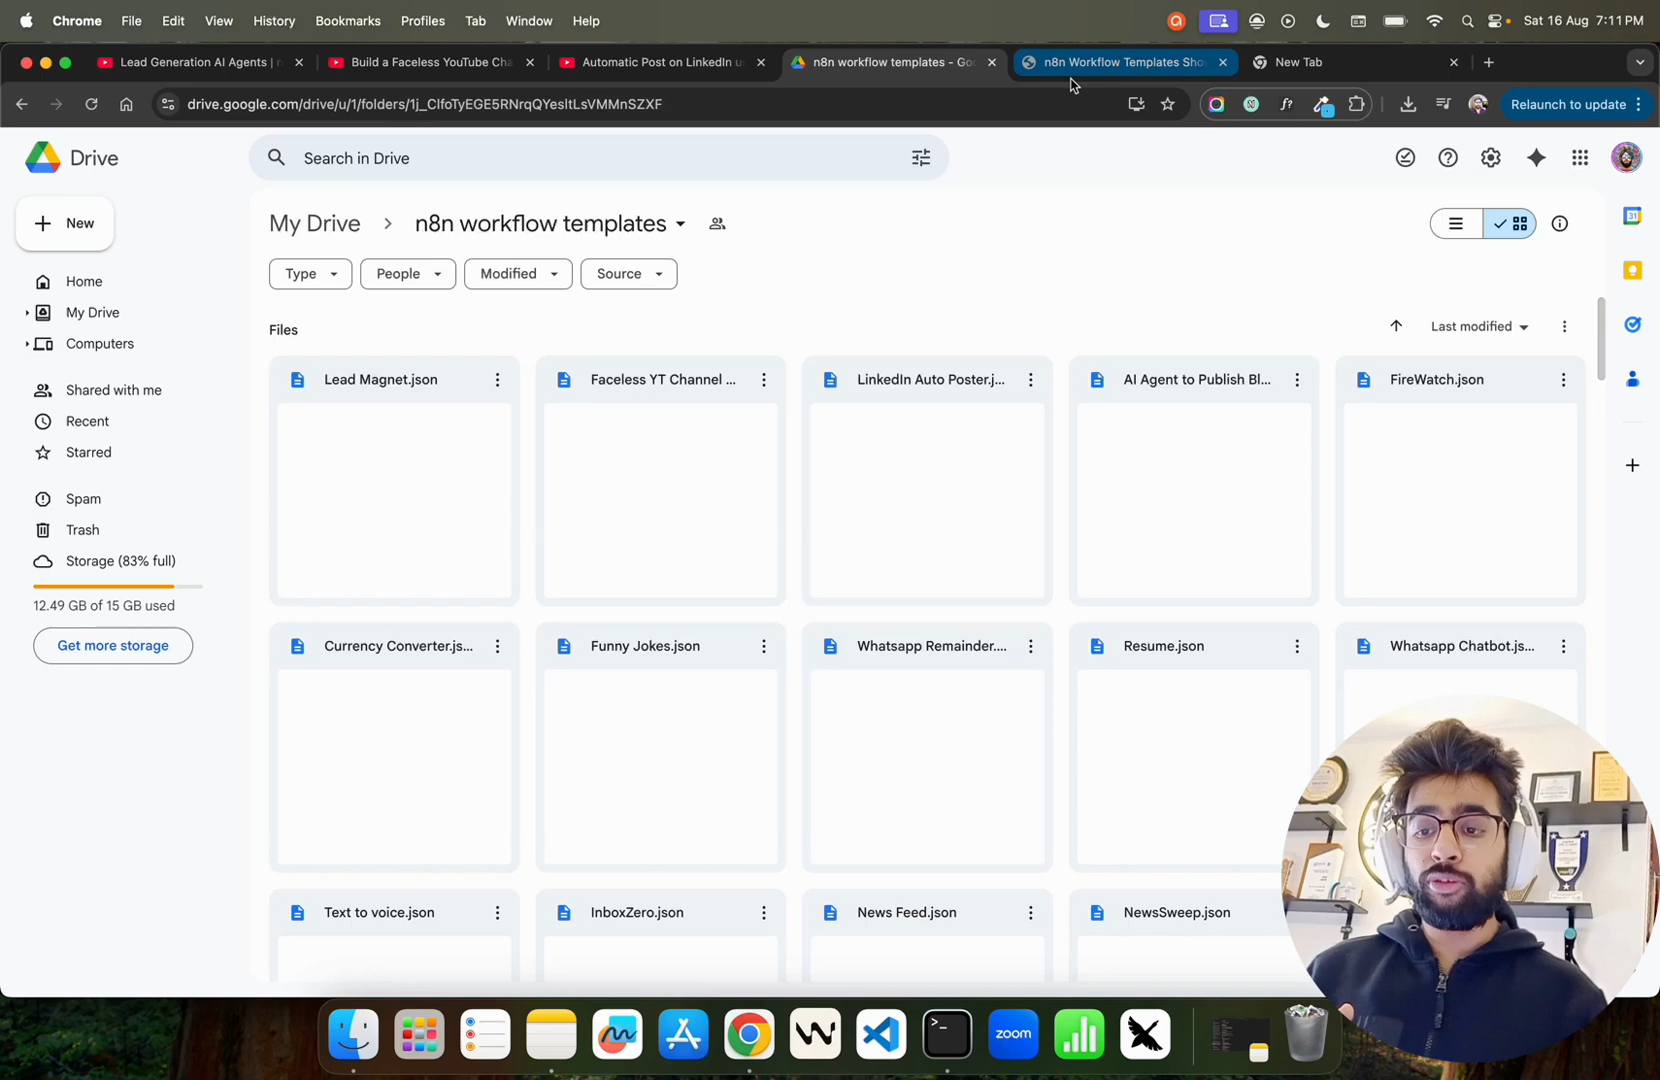 Chrome File Edit View History Bookmarks Profiles Tab Window Help Sat 16 Aug 7:11 PM
Lead Generation AI Agents | n Build a Faceless YouTube Cha Automatic Post on LinkedIn u n8n workflow templates - Goo n8n Workflow Templates Sho New Tab
drive.google.com/drive/u/1/folders/1j_ClfoTyEGE5RNrqQYesItLsVMMnSZXF f? Relaunch to update
Drive Search in Drive
New My Drive n8n workflow templates
Type People Modified Source
Home
My Drive
Computers
Shared with me
Recent
Starred
Spam
Trash
Storage (83% full)
12.49 GB of 15 GB used
Get more storage
Files Last modified
Lead Magnet.json Faceless YT Channel ... LinkedIn Auto Poster.j... AI Agent to Publish Bl... FireWatch.json
Currency Converter.js... Funny Jokes.json Whatsapp Remainder.... Resume.json Whatsapp Chatbot.js...
Text to voice.json InboxZero.json News Feed.json NewsSweep.json
31
zoom